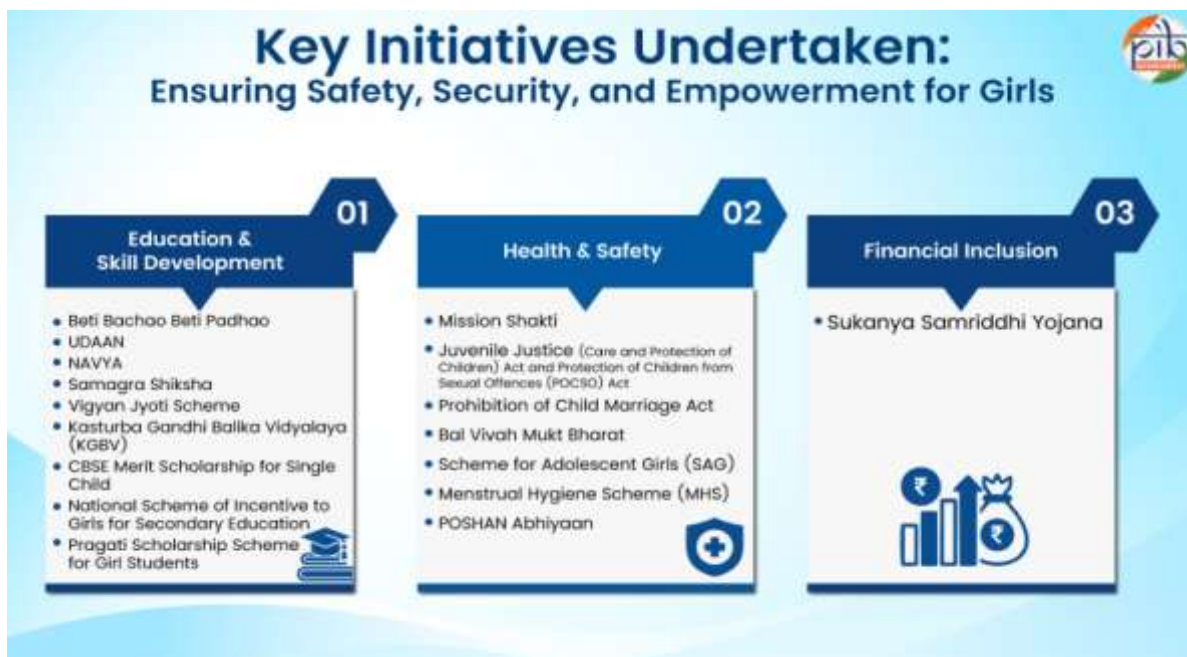 Key Initiatives Undertaken:
Ensuring Safety, Security, and Empowerment for Girls
pib
01
Education &
Skill Development
• Beti Bachao Beti Padhao
• UDAAN
• NAVYA
• Samagra Shiksha
• Vigyan Jyoti Scheme
• Kasturba Gandhi Balika Vidyalaya
(KGBV)
• CBSE Merit Scholarship for Single
Child
• National Scheme of Incentive to
Girls for Secondary Education
• Pragati Scholarship Scheme
for Girl Students
02
Health & Safety
• Mission Shakti
• Juvenile Justice (Care and Protection of
Children) Act and Protection of Children from
Sexual Offences (POCSO) Act
• Prohibition of Child Marriage Act
• Bal Vivah Mukt Bharat
• Scheme for Adolescent Girls (SAG)
• Menstrual Hygiene Scheme (MHS)
• POSHAN Abhiyaan
03
Financial Inclusion
• Sukanya Samriddhi Yojana
₹
₹